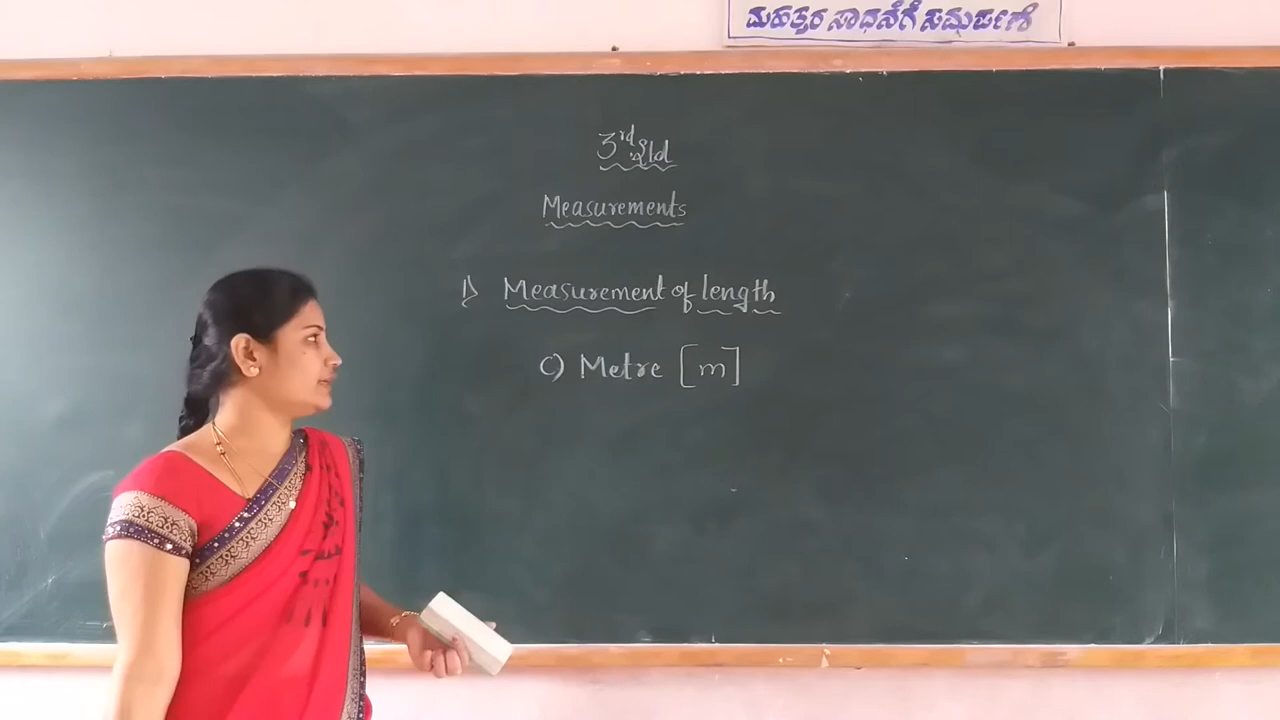 ಮಹತ್ತರ ಸಾಧನೆಗೆ ಸಮರ್ಪಣೆ
3rd Std
Measurements
1) Measurement of length
c) Metre [m]